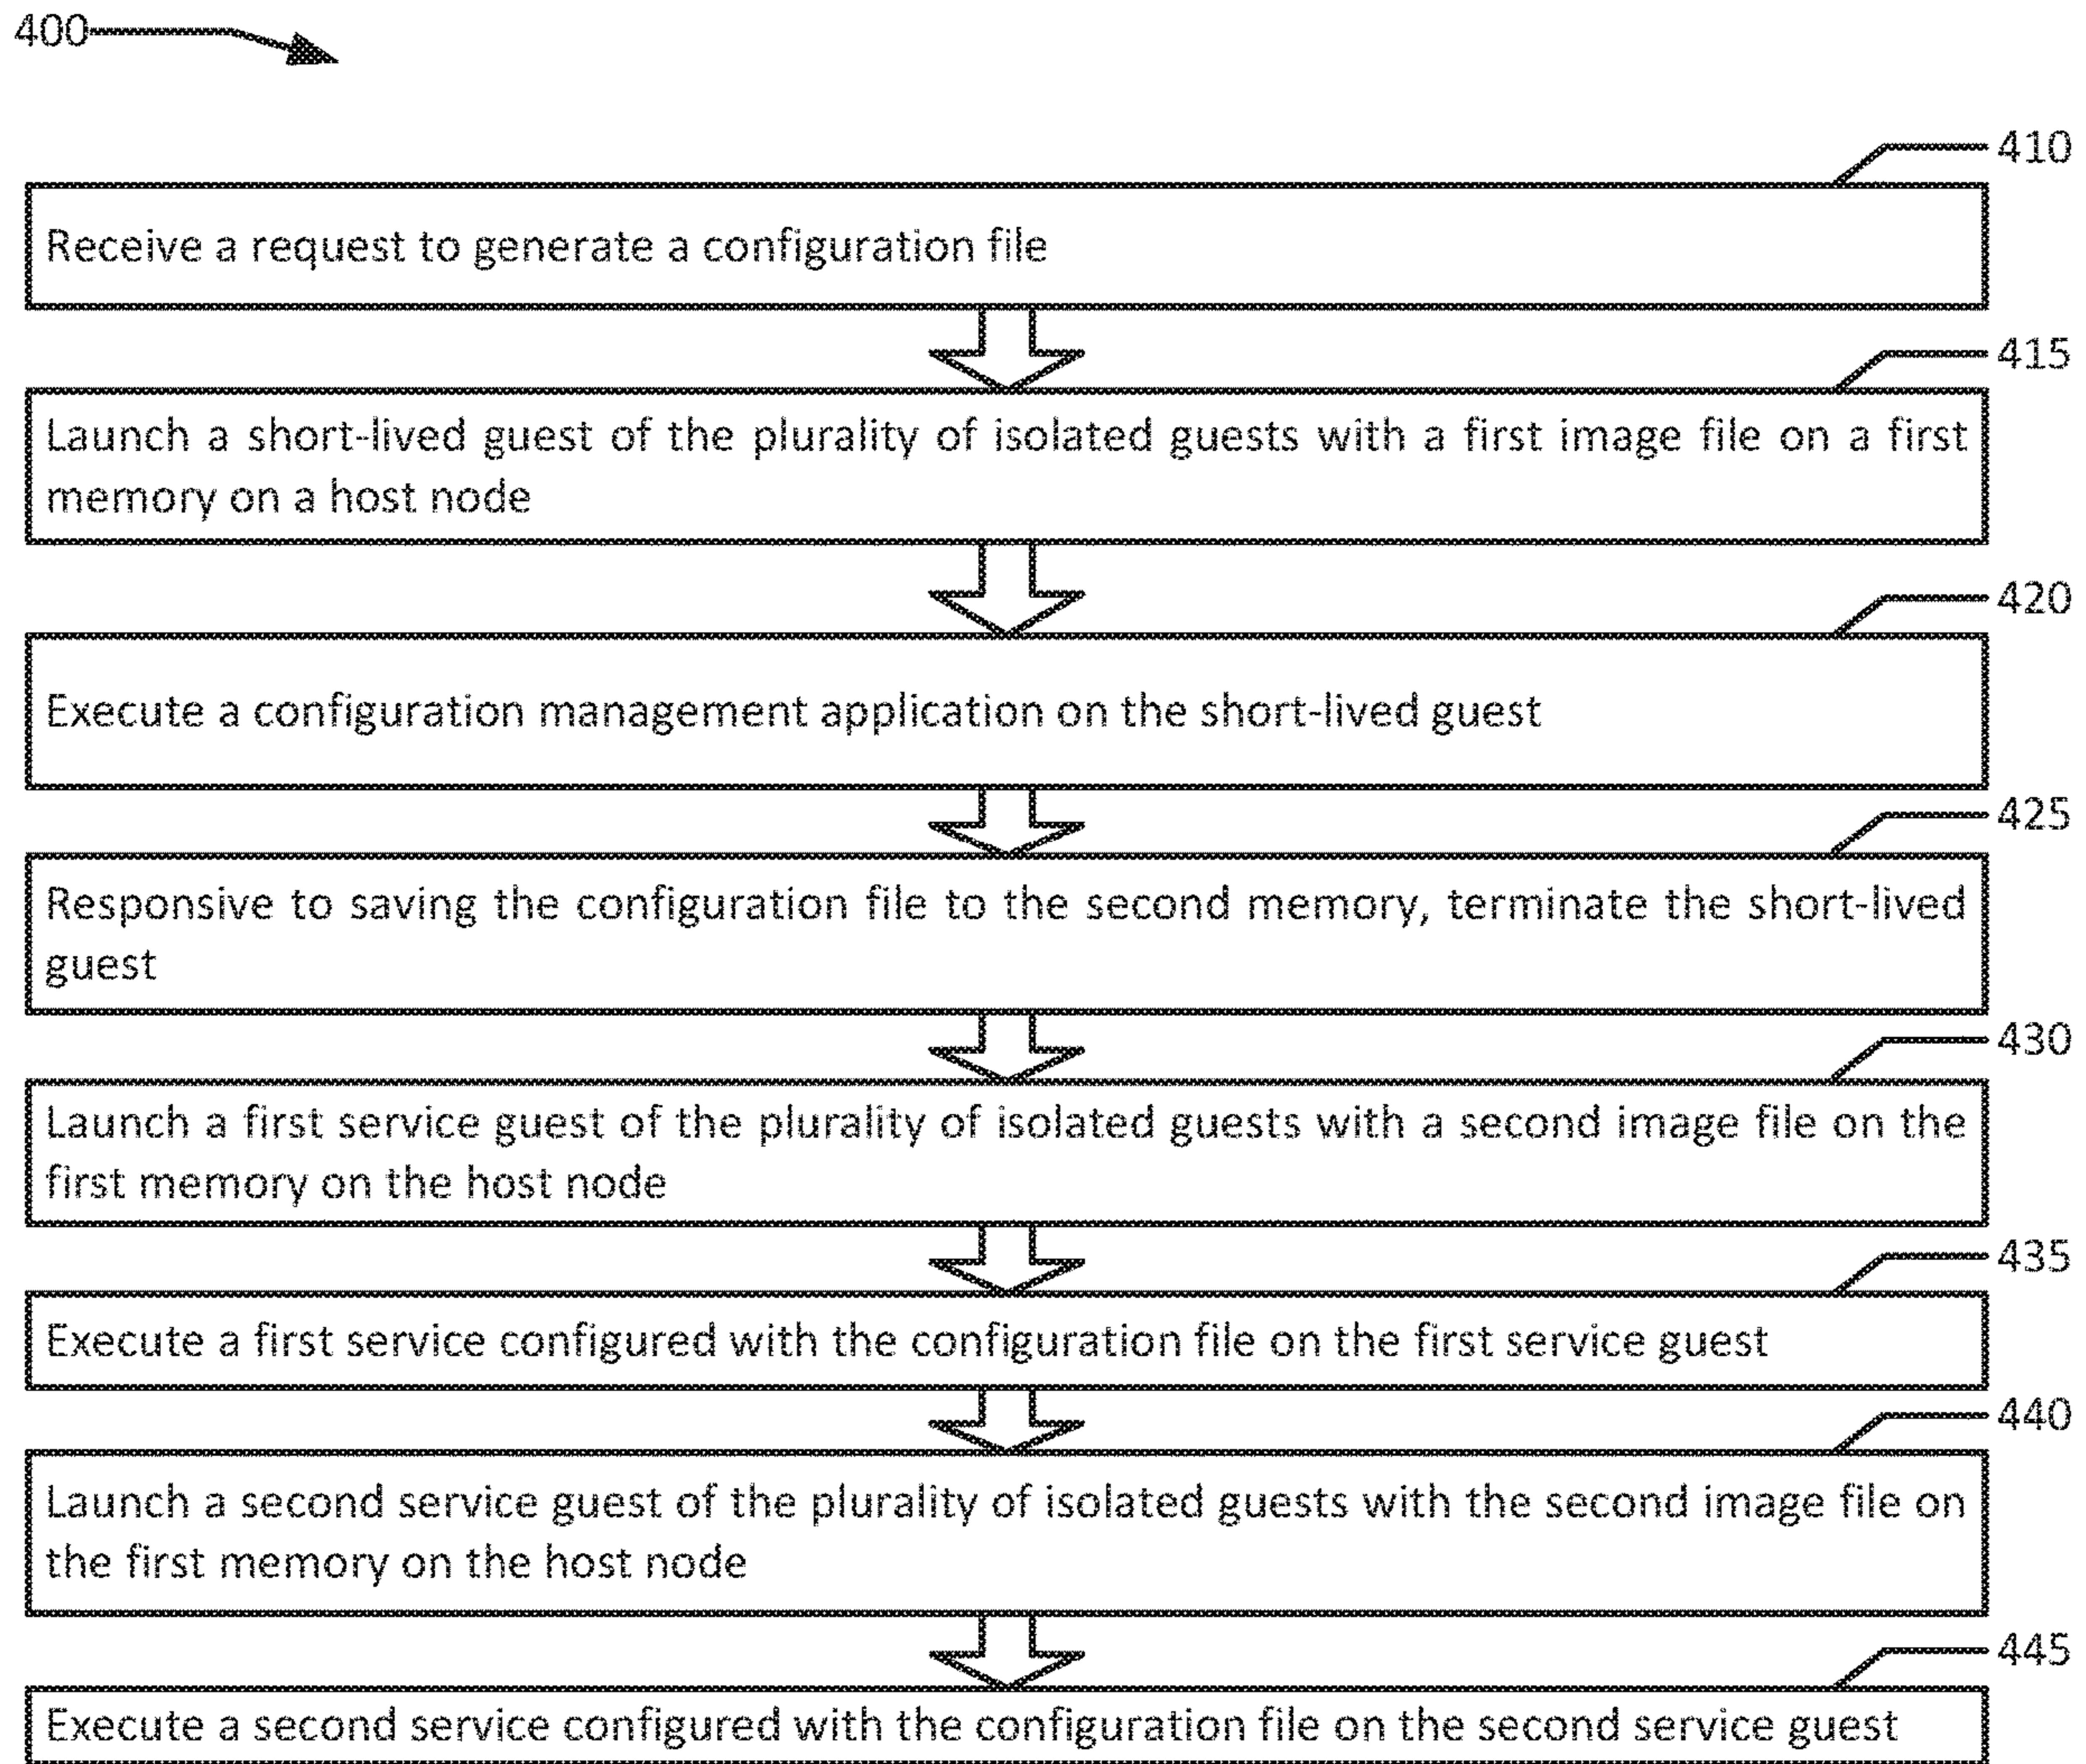 400
410
Receive a request to generate a configuration file
415
Launch a short-lived guest of the plurality of isolated guests with a first image file on a first
memory on a host node
420
Execute a configuration management application on the short-lived guest
425
Responsive to saving the configuration file to the second memory, terminate the short-lived
guest
430
Launch a first service guest of the plurality of isolated guests with a second image file on the
first memory on the host node
435
Execute a first service configured with the configuration file on the first service guest
440
Launch a second service guest of the plurality of isolated guests with the second image file on
the first memory on the host node
445
Execute a second service configured with the configuration file on the second service guest